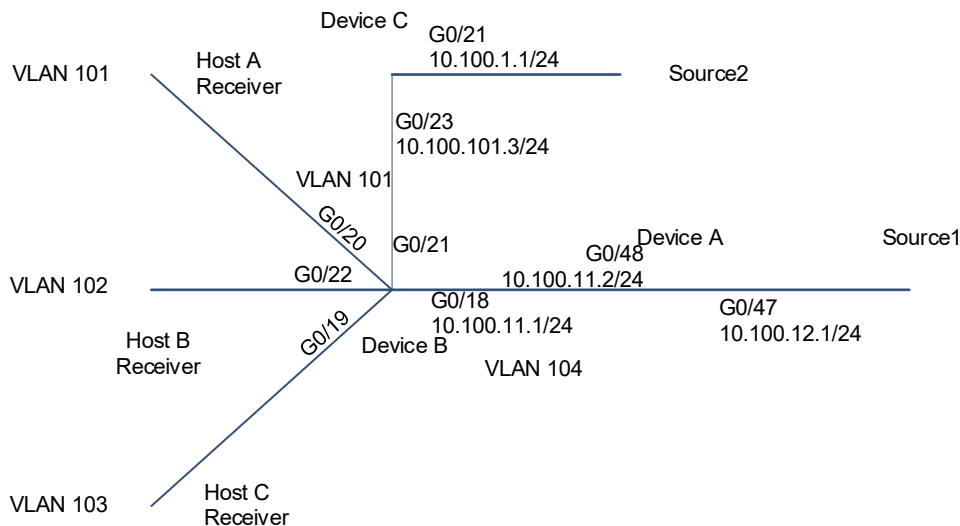 Device C
G0/21
10.100.1.1/24
Host A
Receiver
VLAN 101
Source2
G0/23
10.100.101.3/24
VLAN 101
G0/20
G0/21
Device A
Source1
G0/48
10.100.11.2/24
G0/22
VLAN 102
G0/18
10.100.11.1/24
G0/47
10.100.12.1/24
G0/19
Device B
Host B
Receiver
VLAN 104
Host C
Receiver
VLAN 103